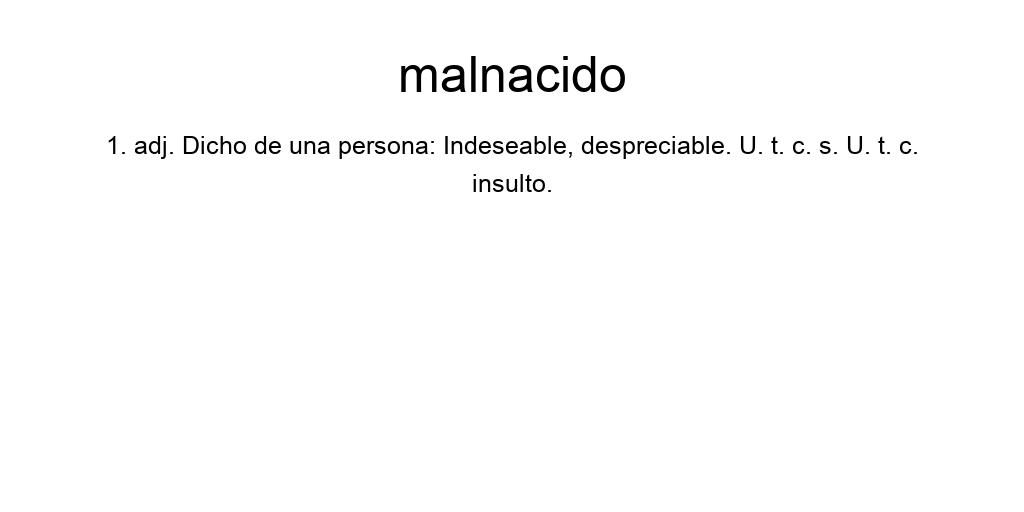 malnacido
1. adj. Dicho de una persona: Indeseable, despreciable. U. t. c. s. U. t. c.
insulto.